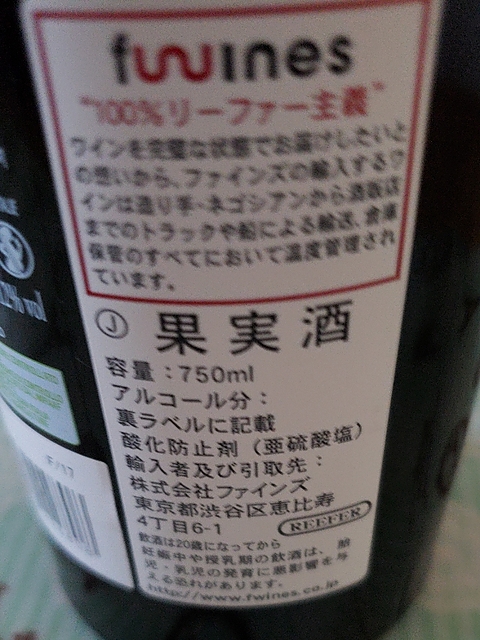 fwines
"100%リーファー主義"
ワインを完璧な状態でお届けしたいと
の想いから、ファインズの輸入するワ
インは造り手・ネゴシアンから酒販店
までのトラックや船による輸送、倉庫
保管のすべてにおいて温度管理され
ています。
J 果実酒
容量：750ml
アルコール分：
裏ラベルに記載
酸化防止剤（亜硫酸塩）
輸入者及び引取先：
株式会社ファインズ
東京都渋谷区恵比寿
4丁目6-1
REEFER
飲酒は20歳になってから
妊娠中や授乳期の飲酒は、胎
児・乳児の発育に悪影響を与
える恐れがあります。
http://www.fwines.co.jp
% vol
F/17